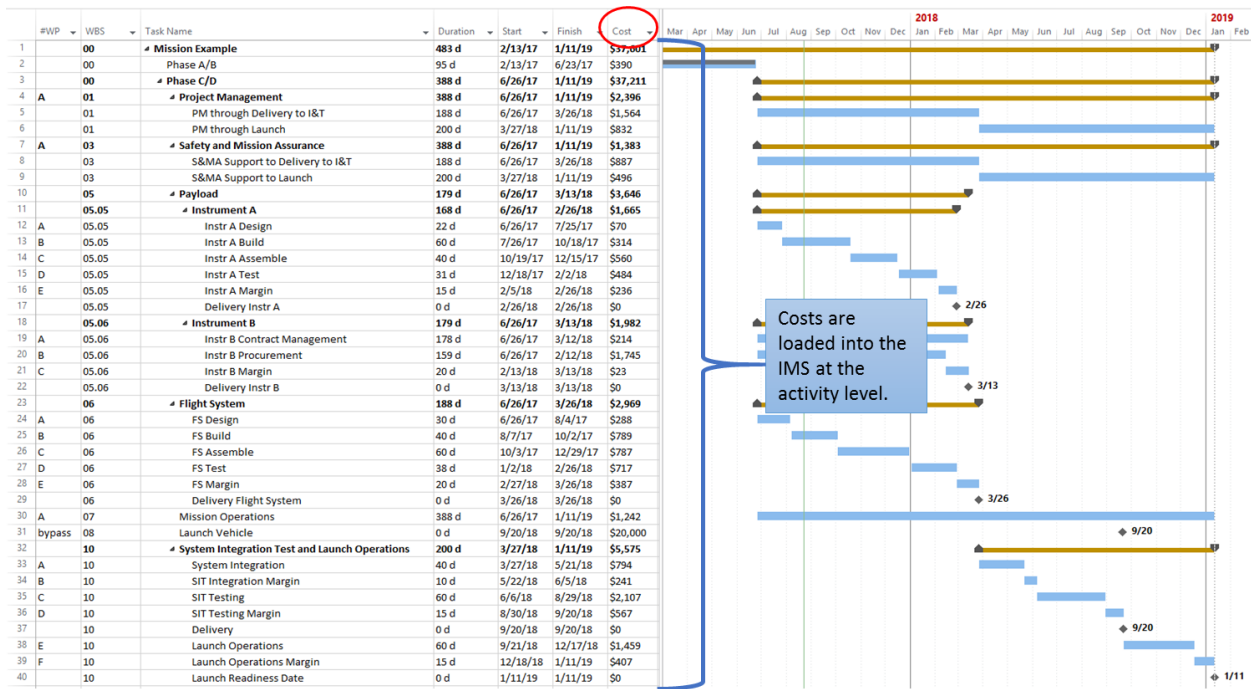 2018 2019
#WP WBS Task Name Duration Start Finish Cost Mar Apr May Jun Jul Aug Sep Oct Nov Dec Jan Feb Mar Apr May Jun Jul Aug Sep Oct Nov Dec Jan Feb
1 00 Mission Example 483 d 2/13/17 1/11/19 $37,601
2 00 Phase A/B 95 d 2/13/17 6/23/17 $390
3 00 Phase C/D 388 d 6/26/17 1/11/19 $37,211
4 A 01 Project Management 388 d 6/26/17 1/11/19 $2,396
5 01 PM through Delivery to I&T 188 d 6/26/17 3/26/18 $1,564
6 01 PM through Launch 200 d 3/27/18 1/11/19 $832
7 A 03 Safety and Mission Assurance 388 d 6/26/17 1/11/19 $1,383
8 03 S&MA Support to Delivery to I&T 188 d 6/26/17 3/26/18 $887
9 03 S&MA Support to Launch 200 d 3/27/18 1/11/19 $496
10 05 Payload 179 d 6/26/17 3/13/18 $3,646
11 05.05 Instrument A 168 d 6/26/17 2/26/18 $1,665
12 A 05.05 Instr A Design 22 d 6/26/17 7/25/17 $70
13 B 05.05 Instr A Build 60 d 7/26/17 10/18/17 $314
14 C 05.05 Instr A Assemble 40 d 10/19/17 12/15/17 $560
15 D 05.05 Instr A Test 31 d 12/18/17 2/2/18 $484
16 E 05.05 Instr A Margin 15 d 2/5/18 2/26/18 $236
17 05.05 Delivery Instr A 0 d 2/26/18 2/26/18 $0 2/26
18 05.06 Instrument B 179 d 6/26/17 3/13/18 $1,982
19 A 05.06 Instr B Contract Management 178 d 6/26/17 3/12/18 $214
20 B 05.06 Instr B Procurement 159 d 6/26/17 2/12/18 $1,745
21 C 05.06 Instr B Margin 20 d 2/13/18 3/13/18 $23
22 05.06 Delivery Instr B 0 d 3/13/18 3/13/18 $0 3/13
23 06 Flight System 188 d 6/26/17 3/26/18 $2,969
24 A 06 FS Design 30 d 6/26/17 8/4/17 $288
25 B 06 FS Build 40 d 8/7/17 10/2/17 $789
26 C 06 FS Assemble 60 d 10/3/17 12/29/17 $787
27 D 06 FS Test 38 d 1/2/18 2/26/18 $717
28 E 06 FS Margin 20 d 2/27/18 3/26/18 $387
29 06 Delivery Flight System 0 d 3/26/18 3/26/18 $0 3/26
30 A 07 Mission Operations 388 d 6/26/17 1/11/19 $1,242
31 bypass 08 Launch Vehicle 0 d 9/20/18 9/20/18 $20,000 9/20
32 10 System Integration Test and Launch Operations 200 d 3/27/18 1/11/19 $5,575
33 A 10 System Integration 40 d 3/27/18 5/21/18 $794
34 B 10 SIT Integration Margin 10 d 5/22/18 6/5/18 $241
35 C 10 SIT Testing 60 d 6/6/18 8/29/18 $2,107
36 D 10 SIT Testing Margin 15 d 8/30/18 9/20/18 $567
37 10 Delivery 0 d 9/20/18 9/20/18 $0 9/20
38 E 10 Launch Operations 60 d 9/21/18 12/17/18 $1,459
39 F 10 Launch Operations Margin 15 d 12/18/18 1/11/19 $407
40 10 Launch Readiness Date 0 d 1/11/19 1/11/19 $0 1/11
Costs are
loaded into the
IMS at the
activity level.